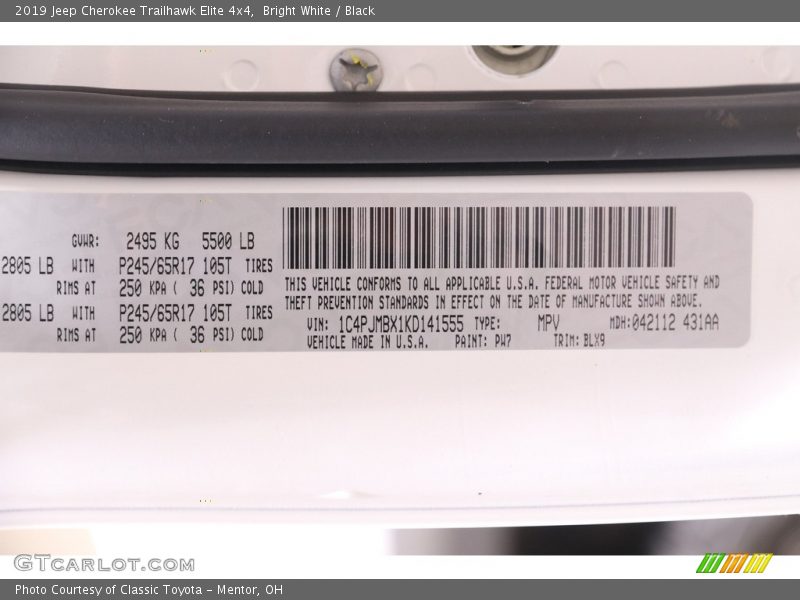 2019 Jeep Cherokee Trailhawk Elite 4x4, Bright White / Black
GVWR: 2495 KG 5500 LB
2805 LB WITH P245/65R17 105T TIRES
RIMS AT 250 KPA ( 36 PSI) COLD
2805 LB WITH P245/65R17 105T TIRES
RIMS AT 250 KPA ( 36 PSI) COLD
THIS VEHICLE CONFORMS TO ALL APPLICABLE U.S.A. FEDERAL MOTOR VEHICLE SAFETY AND
THEFT PREVENTION STANDARDS IN EFFECT ON THE DATE OF MANUFACTURE SHOWN ABOVE.
VIN: 1C4PJMBX1KD141555 TYPE: MPV MDH:042112 431AA
VEHICLE MADE IN U.S.A. PAINT: PW7 TRIM: BLX9
GTCARLOT.COM
Photo Courtesy of Classic Toyota - Mentor, OH